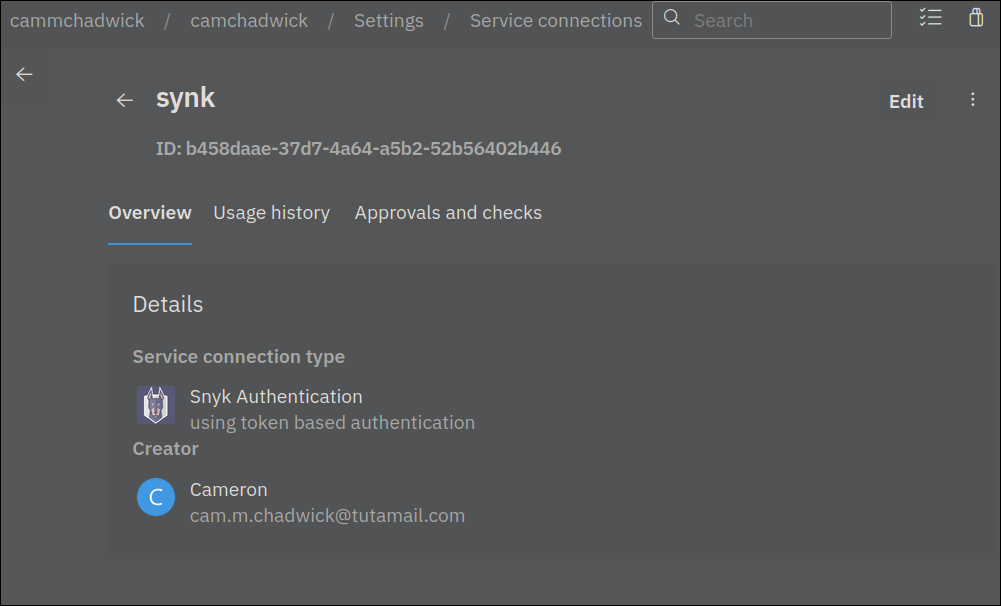 cammchadwick / camchadwick / Settings / Service connections Search
synk Edit
ID: b458daae-37d7-4a64-a5b2-52b56402b446
Overview Usage history Approvals and checks
Details
Service connection type
Snyk Authentication
using token based authentication
Creator
C Cameron
cam.m.chadwick@tutamail.com